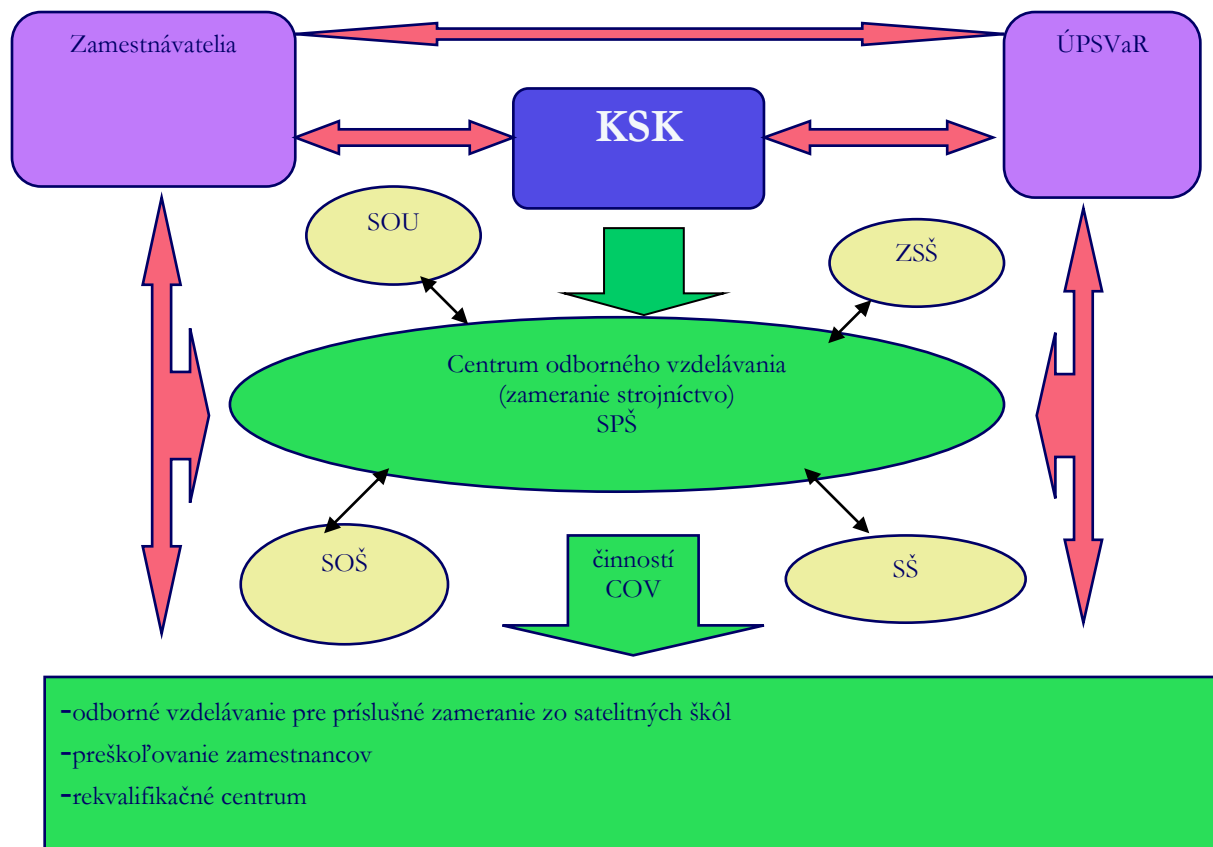 Zamestnávatelia
ÚPSVaR
KSK
SOU
ZSŠ
Centrum odborného vzdelávania
(zameranie strojníctvo)
SPŠ
SOŠ
činností
COV
SŠ
-odborné vzdelávanie pre príslušné zameranie zo satelitných škôl
-preškoľovanie zamestnancov
-rekvalifikačné centrum